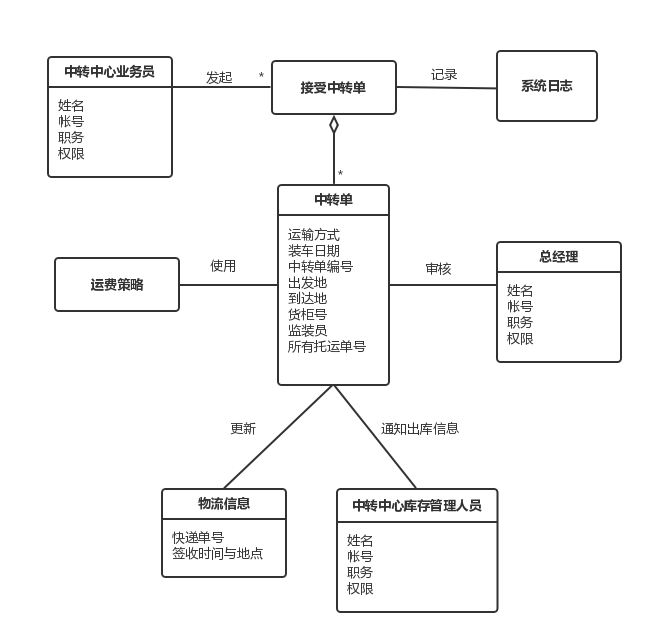 中转中心业务员
姓名
帐号
职务
权限
发起
*
接受中转单
记录
系统日志
*
中转单
运输方式
装车日期
中转单编号
出发地
到达地
货柜号
监装员
所有托运单号
运费策略
使用
审核
总经理
姓名
帐号
职务
权限
更新
通知出库信息
物流信息
快递单号
签收时间与地点
中转中心库存管理人员
姓名
帐号
职务
权限